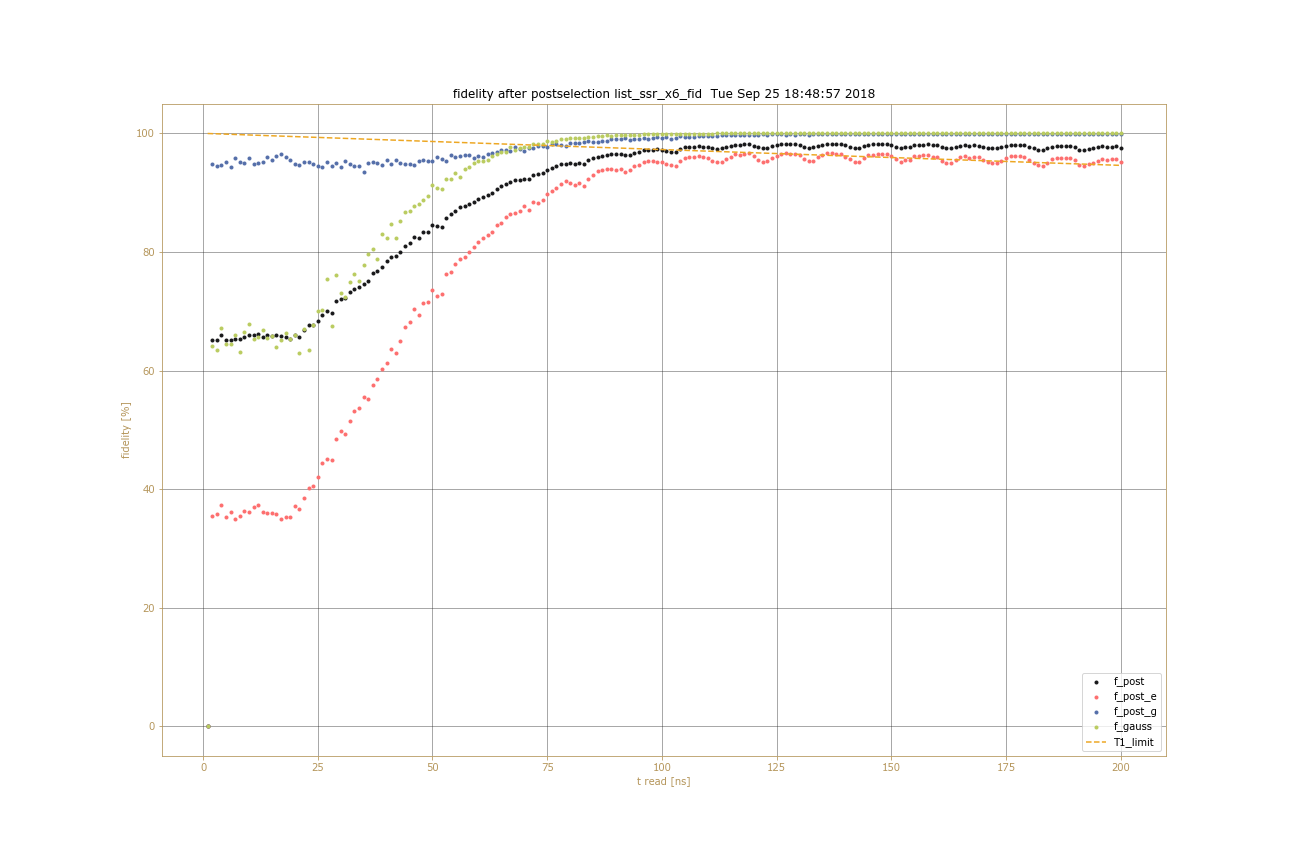 fidelity after postselection list_ssr_x6_fid  Tue Sep 25 18:48:57 2018
100
80
60
40
20
0
fidelity [%]
0 25 50 75 100 125 150 175 200
t read [ns]
f_post
f_post_e
f_post_g
f_gauss
T1_limit